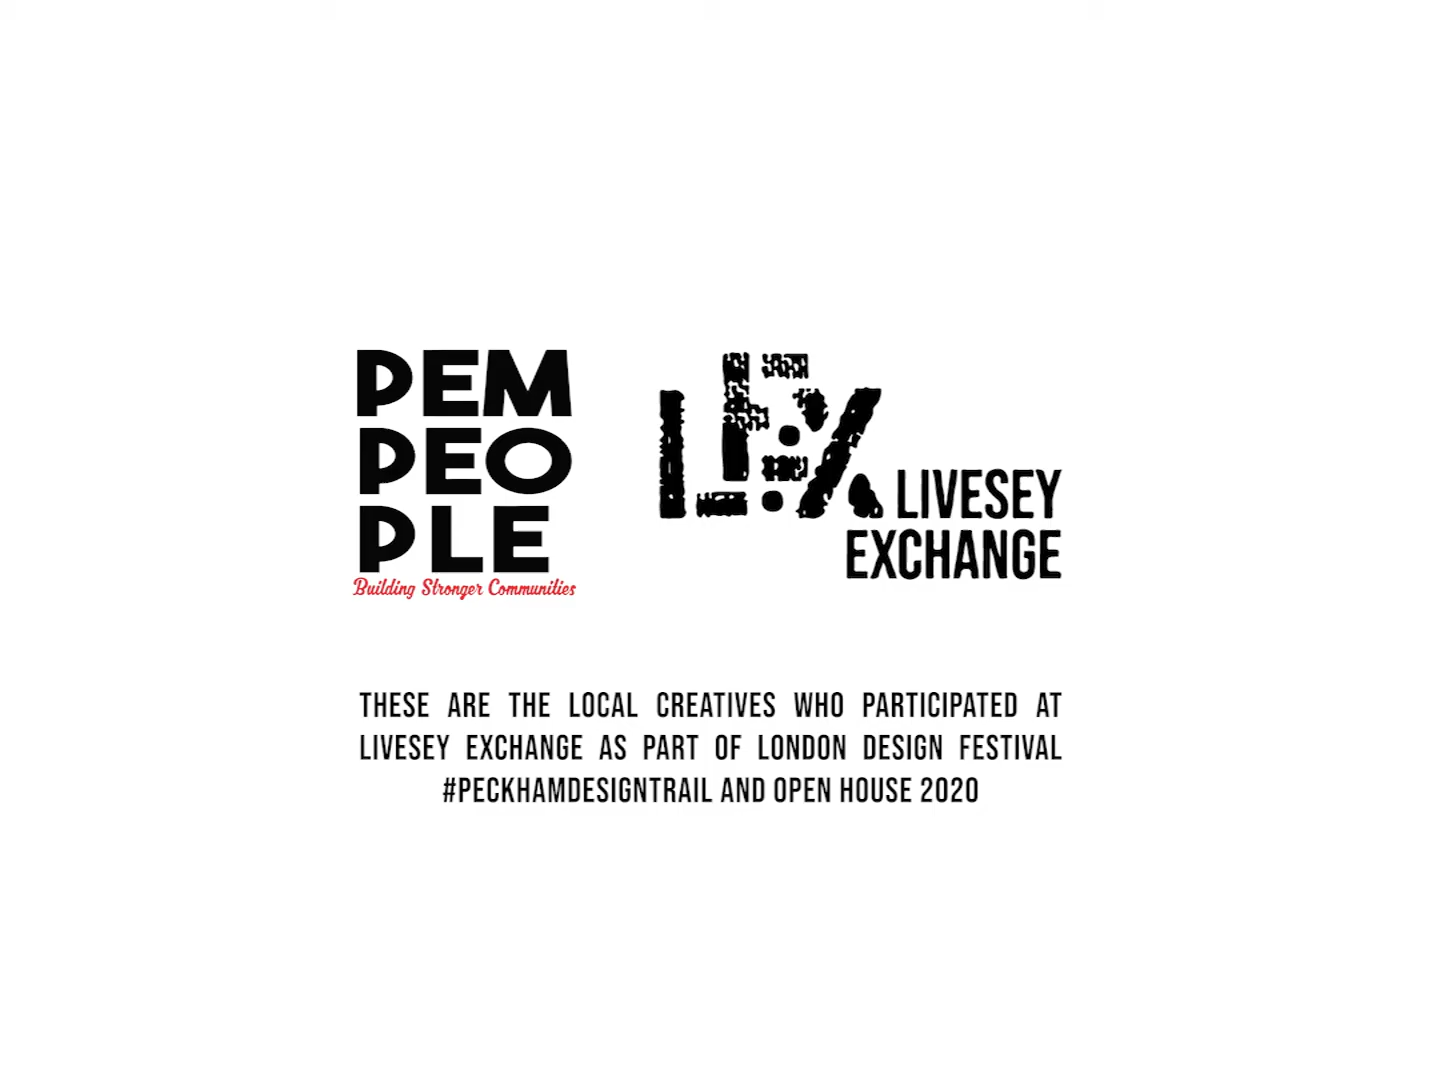 PEM
PEO
PLE
Building Stronger Communities
LEX
LIVESEY
EXCHANGE
THESE ARE THE LOCAL CREATIVES WHO PARTICIPATED AT
LIVESEY EXCHANGE AS PART OF LONDON DESIGN FESTIVAL
#PECKHAMDESIGNTRAIL AND OPEN HOUSE 2020